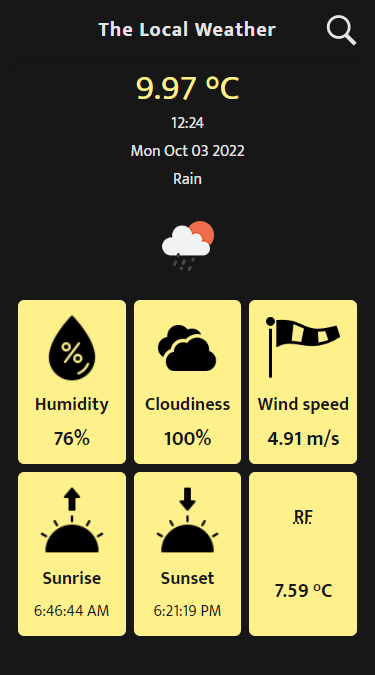 The Local Weather
9.97 ºC
12:24
Mon Oct 03 2022
Rain
%
Humidity
76%
Cloudiness
100%
Wind speed
4.91 m/s
Sunrise
6:46:44 AM
Sunset
6:21:19 PM
RF
7.59 ºC